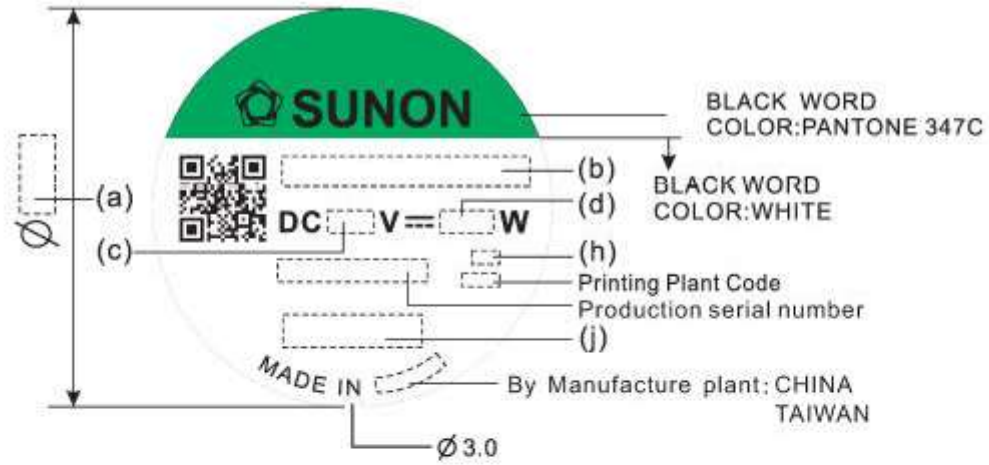 SUNON
BLACK WORD
COLOR:PANTONE 347C
(a)
(b)
BLACK WORD
COLOR:WHITE
(d)
DC V⎓ W
(c)
(h)
Printing Plant Code
Production serial number
(j)
MADE IN
By Manufacture plant: CHINA
TAIWAN
Ø
Ø3.0